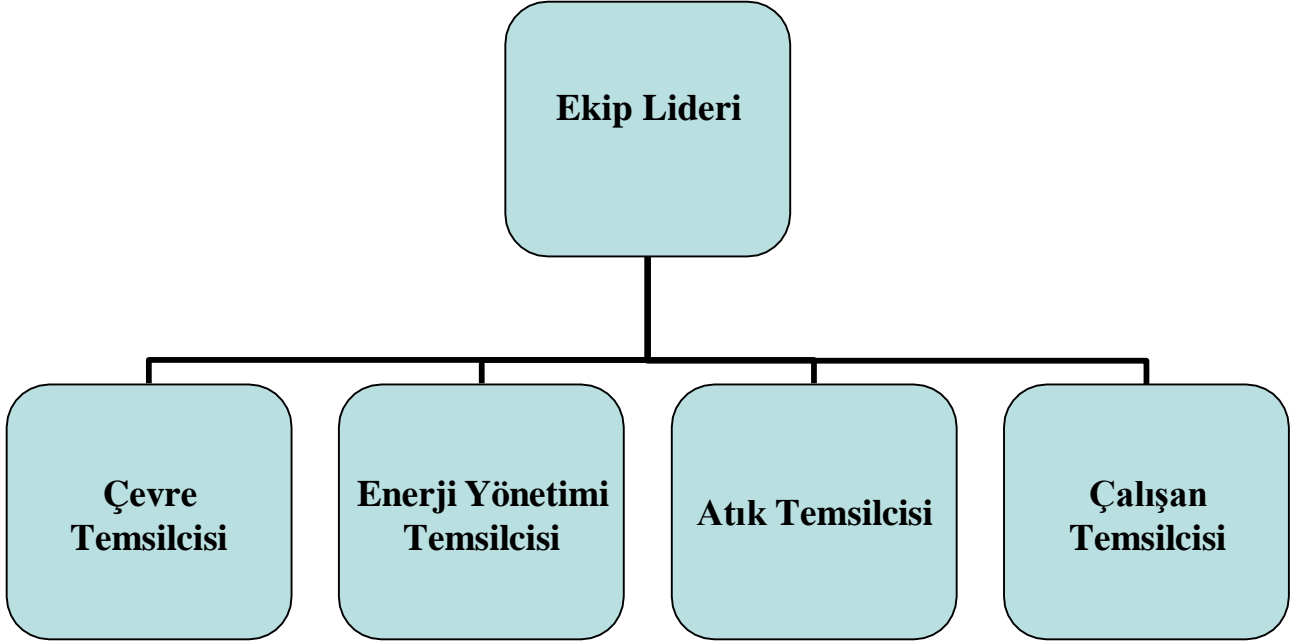 Ekip Lideri
Çevre
Temsilcisi
Enerji Yönetimi
Temsilcisi
Atık Temsilcisi
Çalışan
Temsilcisi